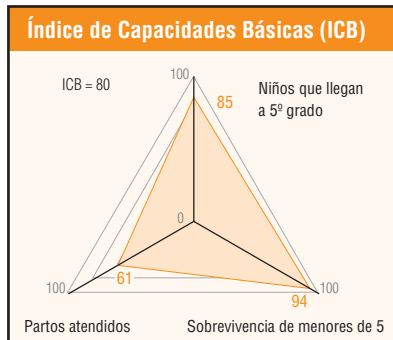 Índice de Capacidades Básicas (ICB)
ICB = 80
100
Niños que llegan
a 5º grado
85
0
61
100
94
100
Partos atendidos
Sobrevivencia de menores de 5